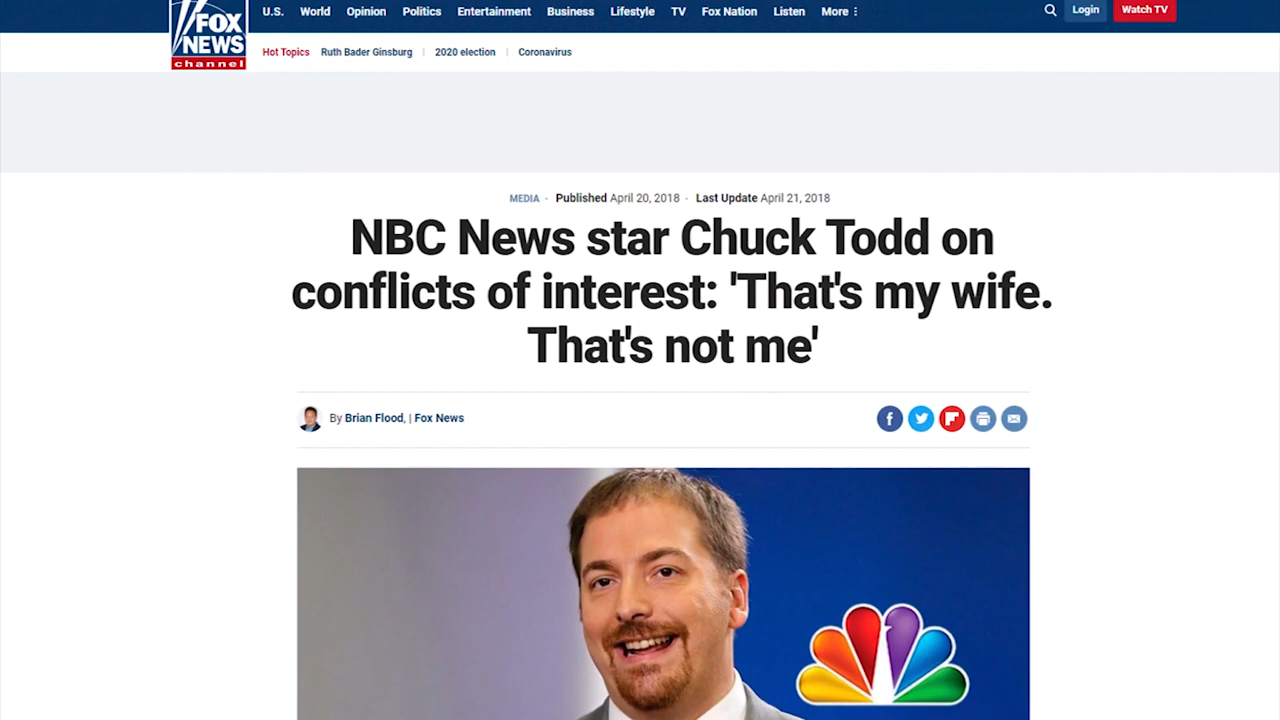 FOX
NEWS
channel
U.S. World Opinion Politics Entertainment Business Lifestyle TV Fox Nation Listen More Login Watch TV
Hot Topics Ruth Bader Ginsburg 2020 election Coronavirus
MEDIA · Published April 20, 2018 · Last Update April 21, 2018
NBC News star Chuck Todd on
conflicts of interest: 'That's my wife.
That's not me'
By Brian Flood, | Fox News